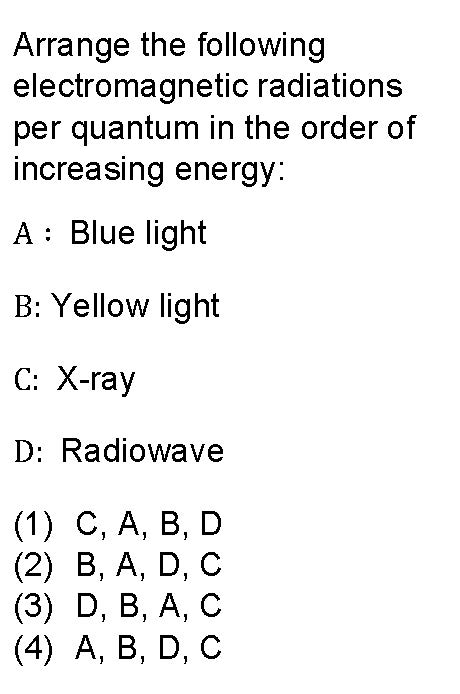 Arrange the following
electromagnetic radiations
per quantum in the order of
increasing energy:
A : Blue light
B: Yellow light
C: X-ray
D: Radiowave
(1) C, A, B, D
(2) B, A, D, C
(3) D, B, A, C
(4) A, B, D, C